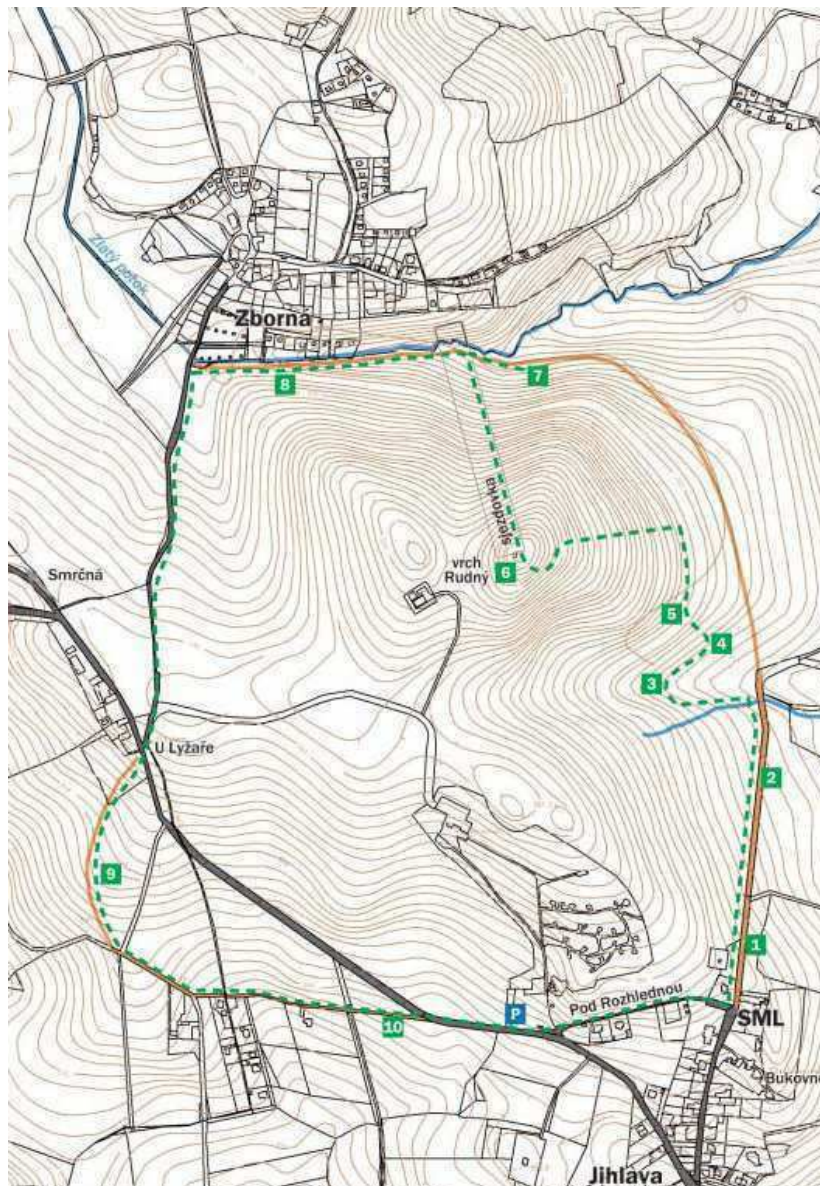 Zlatý potok
Zborna
8
7
sjezdovka
vrch
Rudný
6
Smrčná
5
4
3
U Lyžaře
2
9
1
Pod Rozhlednou
P
10
SML
Bukovno
Jihlava